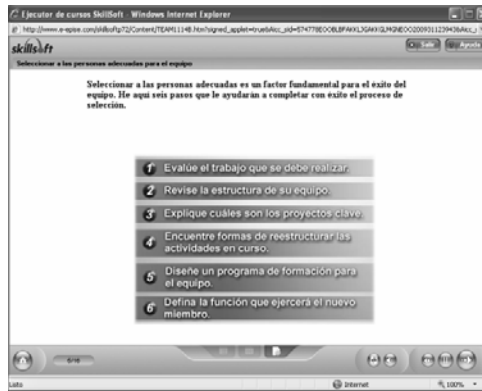 Ejecutor de cursos SkillSoft - Windows Internet Explorer
skillsoft
Salir
Ayuda
Seleccionar a las personas adecuadas para el equipo
Seleccionar a las personas adecuadas es un factor fundamental para el éxito del
equipo. He aquí seis pasos que le ayudarán a completar con éxito el proceso de
selección.
1 Evalúe el trabajo que se debe realizar.
2 Revise la estructura de su equipo.
3 Explique cuáles son los proyectos clave.
4 Encuentre formas de reestructurar las
actividades en curso.
5 Diseñe un programa de formación para
el equipo.
6 Defina la función que ejercerá el nuevo
miembro.
Listo
Internet
100%